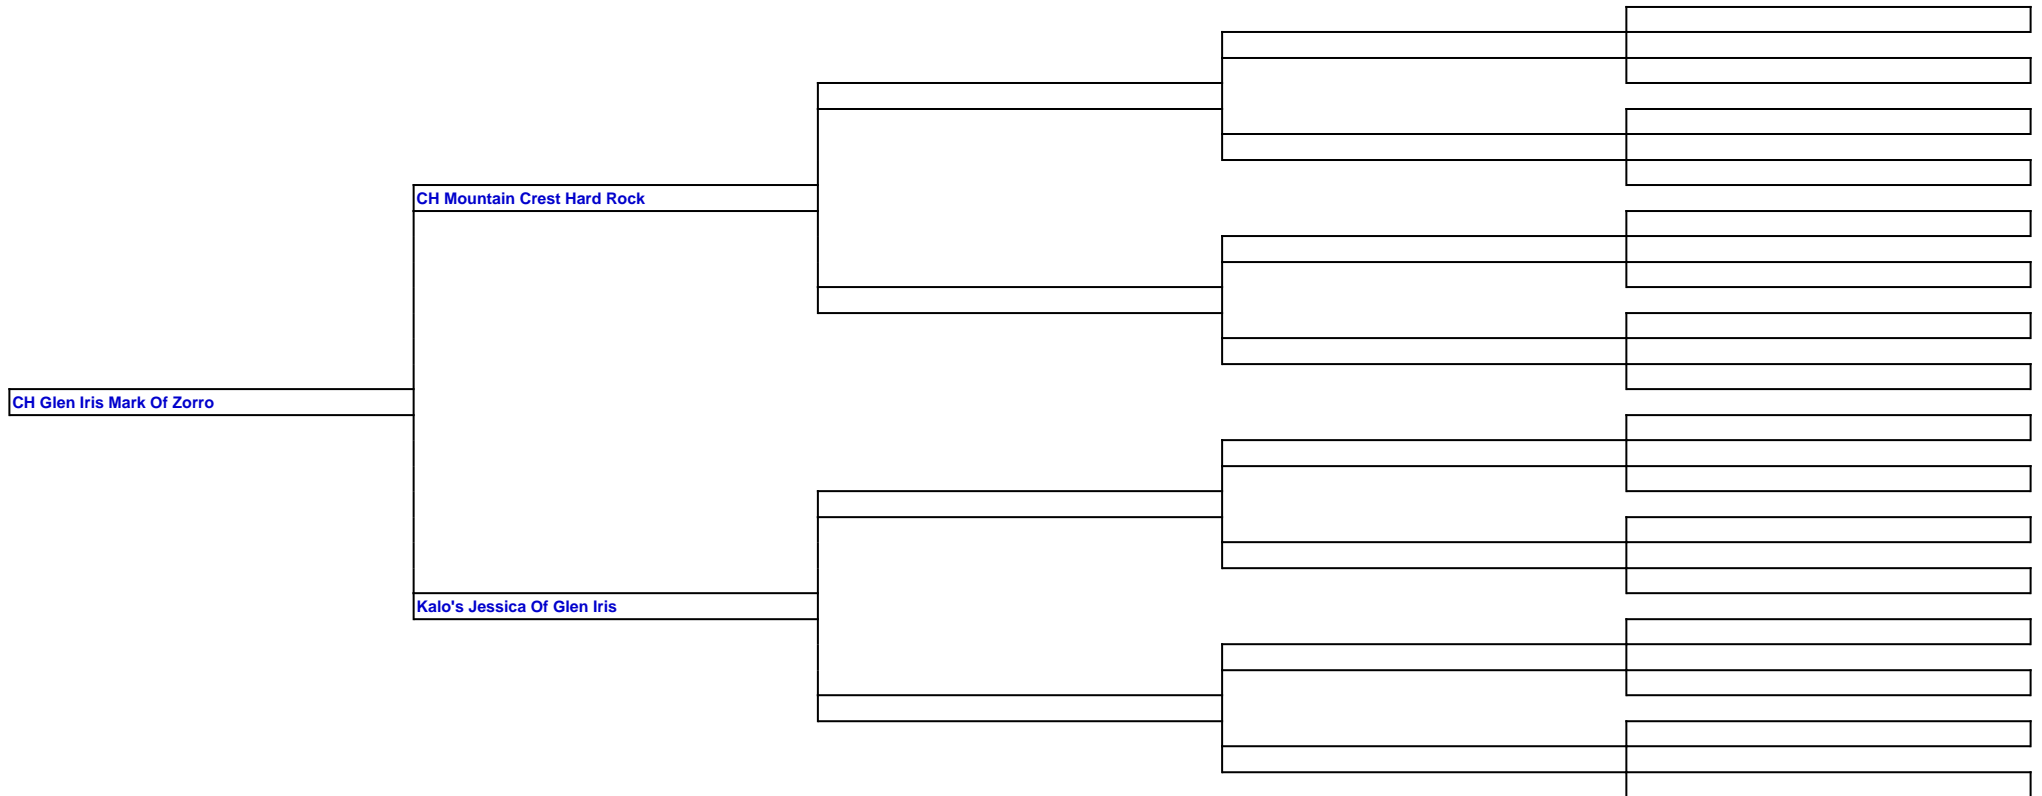 CH Mountain Crest Hard Rock
CH Glen Iris Mark Of Zorro
Kalo's Jessica Of Glen Iris